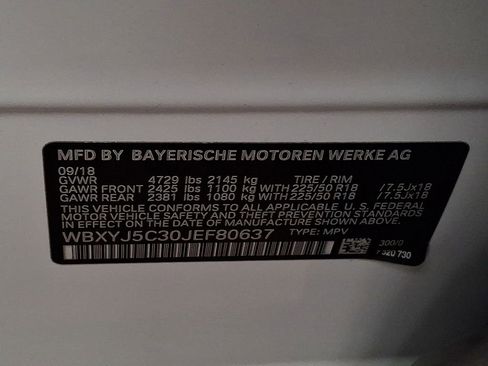 MFD BY BAYERISCHE MOTOREN WERKE AG
09/18
GVWR 4729 lbs 2145 kg TIRE / RIM
GAWR FRONT 2425 lbs 1100 kg WITH 225/50 R18 /7.5Jx18
GAWR REAR 2381 lbs 1080 kg WITH 225/50 R18 /7.5Jx18
THIS VEHICLE CONFORMS TO ALL APPLICABLE U.S. FEDERAL
MOTOR VEHICLE SAFETY AND THEFT PREVENTION STANDARDS
IN EFFECT ON THE DATE OF MANUFACTURE SHOWN ABOVE.
WBXYJ5C30JEF80637 TYPE: MPV
300/0
7 320 730